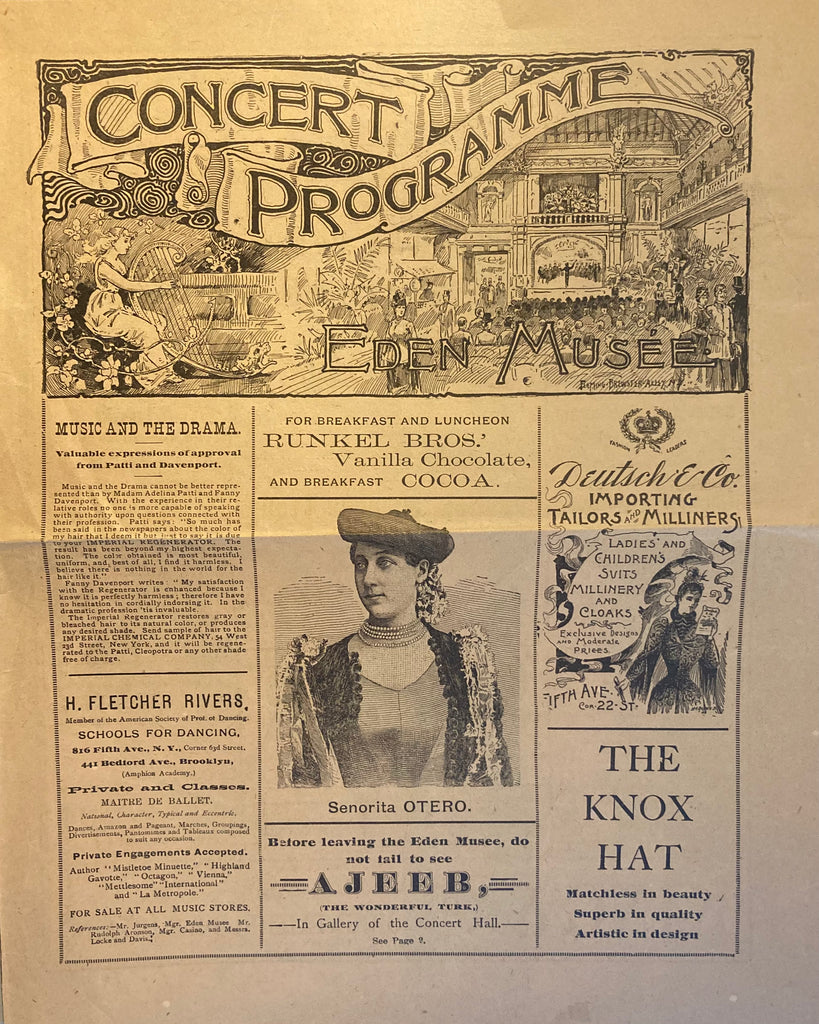 CONCERT
PROGRAMME
EDEN MUSÉE
MUSIC AND THE DRAMA.
Valuable expressions of approval
from Patti and Davenport.
Music and the Drama cannot be better repre-
sented than by Madam Adelina Patti and Fanny
Davenport. With the experience in their re-
lative roles no one is more capable of speaking
with authority upon questions connected with
their profession. Patti says: "So much has
been said in the newspapers about the color of
my hair that I deem it but just to say it is due
to your IMPERIAL REGENERATOR. The
result has been beyond my highest expecta-
tion. The color obtained is most beautiful,
uniform, and, best of all, I find it harmless. I
believe there is nothing in the world for the
hair like it."
Fanny Davenport writes: "My satisfaction
with the Regenerator is enhanced because I
know it is perfectly harmless; therefore I have
no hesitation in cordially indorsing it. In the
dramatic profession 'tis invaluable.
The Imperial Regenerator restores gray or
bleached hair to its natural color, or produces
any desired shade. Send sample of hair to the
IMPERIAL CHEMICAL COMPANY, 54 West
23d Street, New York, and it will be regene-
rated to the Patti, Cleopatra or any other shade
free of charge.
H. FLETCHER RIVERS,
Member of the American Society of Prof. of Dancing.
SCHOOLS FOR DANCING,
816 Fifth Ave., N. Y., Corner 63d Street.
441 Bedford Ave., Brooklyn,
(Amphion Academy.)
Private and Classes.
MAITRE DE BALLET.
National, Character, Typical and Eccentric.
Dances, Amazon and Pageant, Marches, Groupings,
Divertisements, Pantomimes and Tableaux composed
to suit any occasion.
Private Engagements Accepted.
Author "Mistletoe Minuette," "Highland
Gavotte," "Octagon," "Vienna,"
"Mettlesome" "International"
and "La Metropole."
FOR SALE AT ALL MUSIC STORES.
References:—Mr. Jurgens, Mgr. Eden Musee Mr.
Rudolph Aronson, Mgr. Casino, and Messrs.
Locke and Davis.
FOR BREAKFAST AND LUNCHEON
RUNKEL BROS.'
Vanilla Chocolate,
AND BREAKFAST COCOA.
Senorita OTERO.
Before leaving the Eden Musee, do
not fail to see
AJEEB,
(THE WONDERFUL TURK,)
In Gallery of the Concert Hall.
See Page 2.
FASHION LEADERS
Deutsch & Co.
IMPORTING
TAILORS AND MILLINERS
LADIES' AND
CHILDREN'S
SUITS
MILLINERY
AND
CLOAKS
Exclusive Designs
and Moderate
Prices.
FIFTH AVE.
COR. 22 ST.
THE
KNOX
HAT
Matchless in beauty
Superb in quality
Artistic in design